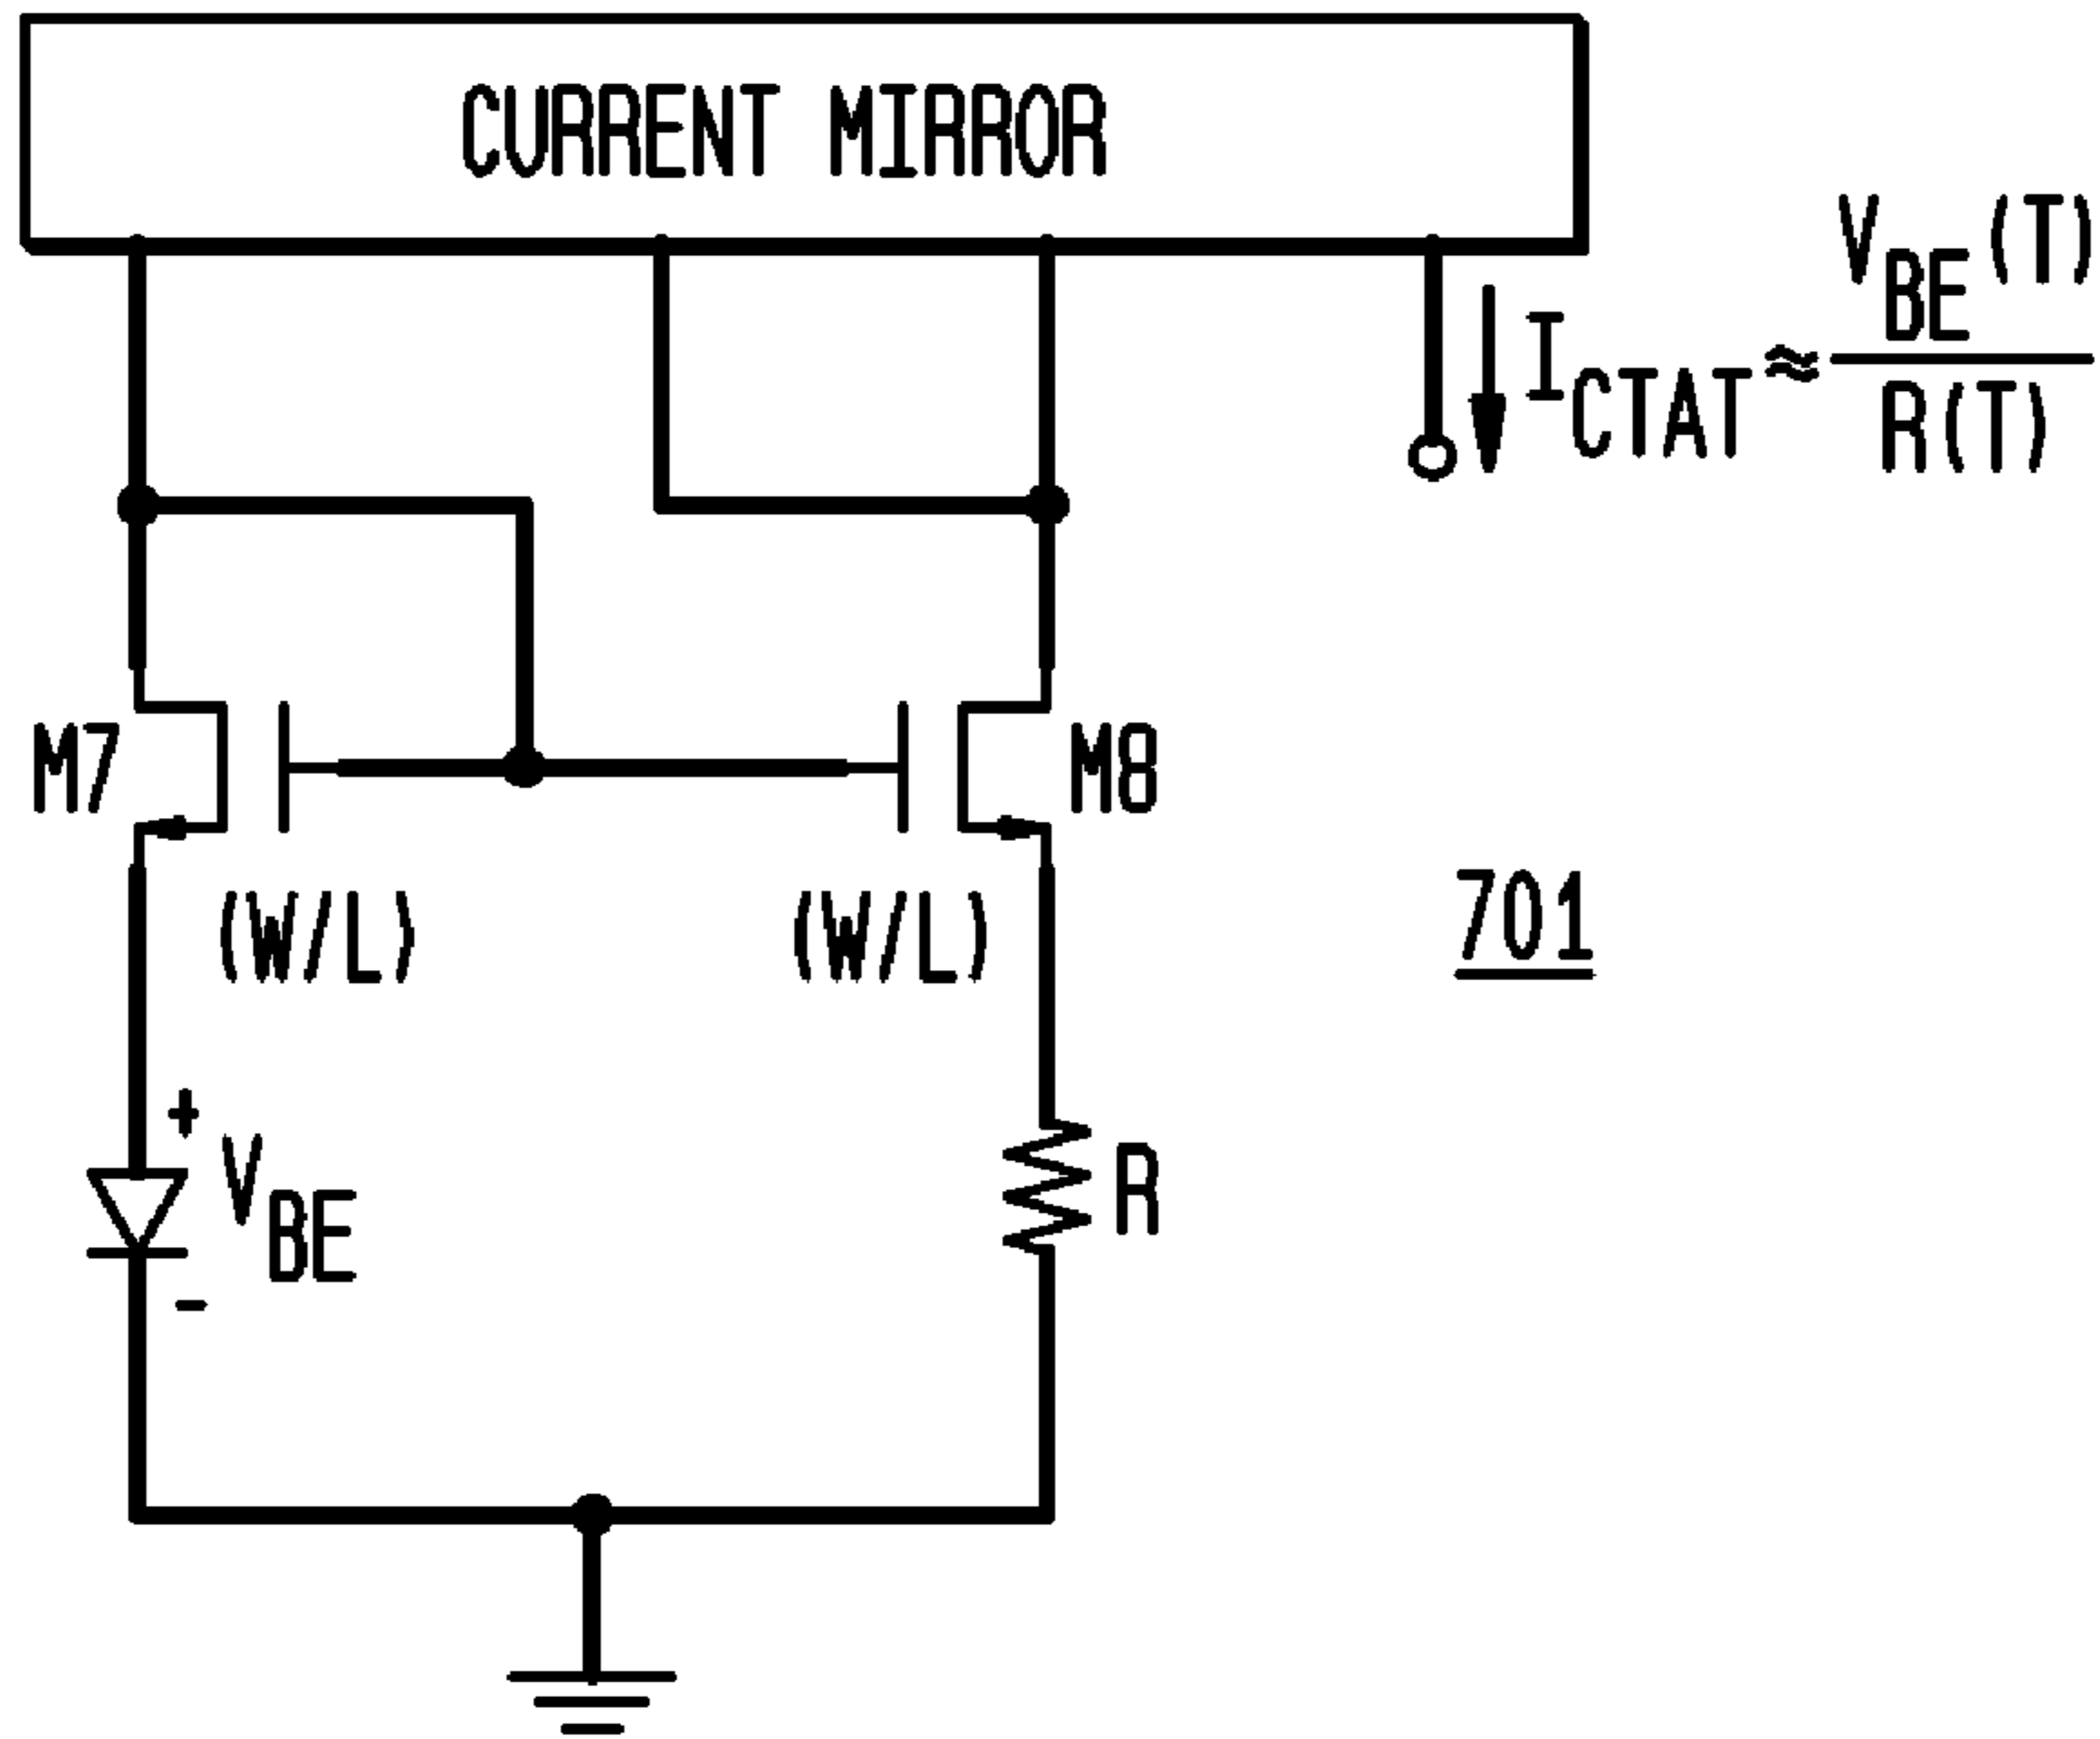 CURRENT MIRROR
I_CTAT ≈ V_BE(T) / R(T)
M7
M8
(W/L)
(W/L)
701
+
V_BE
-
R